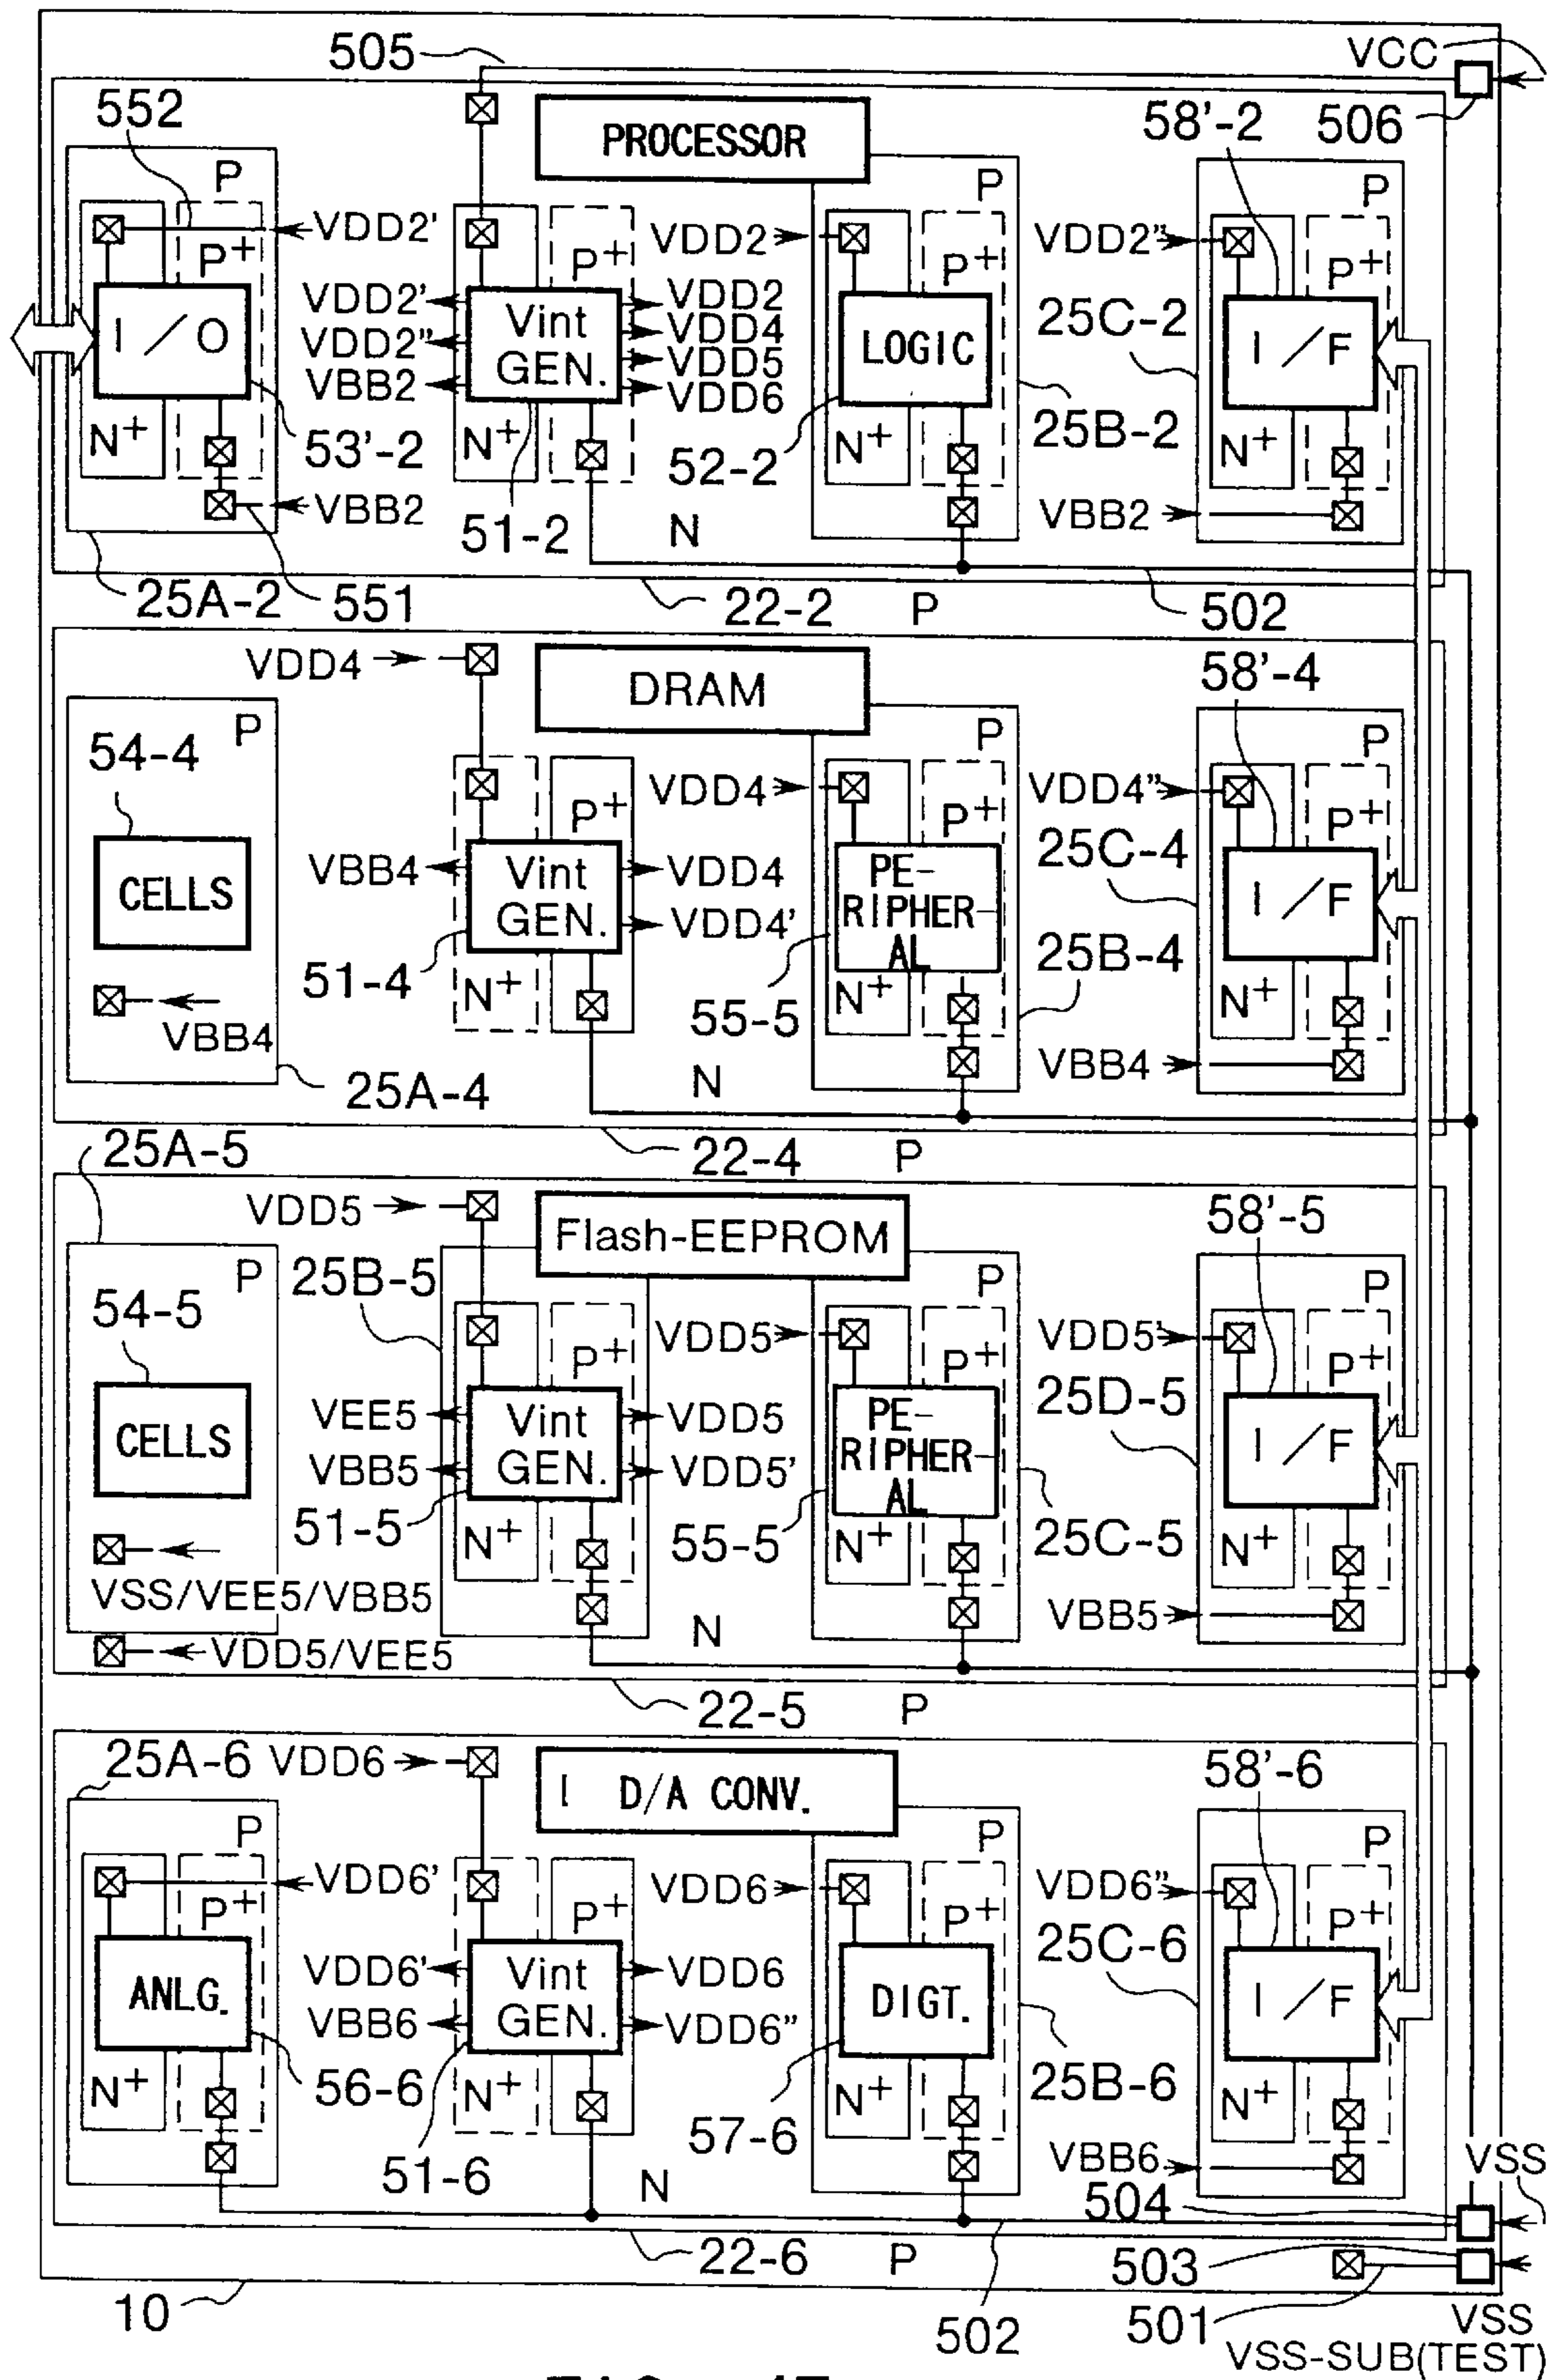 505
VCC
552
PROCESSOR
58'-2
506
P
P
P
VDD2'
VDD2
VDD2"
P+
P+
P+
P+
VDD2'
VDD2
I/O
Vint
GEN.
VDD2"
VDD4
LOGIC
25C-2
I/F
VDD5
VBB2
VDD6
N+
53'-2
N+
52-2
N+
25B-2
N+
VBB2
51-2
N
VBB2
25A-2
551
22-2
P
502
VDD4
DRAM
58'-4
P
P
P
54-4
VDD4
VDD4"
P+
P+
P+
CELLS
VBB4
Vint
GEN.
VDD4
VDD4'
PE-
RIPHER-
AL
25C-4
I/F
51-4
N+
55-5
N+
25B-4
N+
VBB4
25A-4
N
VBB4
25A-5
22-4
P
VDD5
Flash-EEPROM
58'-5
P
25B-5
P
P
54-5
VDD5
VDD5'
P+
P+
P+
CELLS
VEE5
VBB5
Vint
GEN.
VDD5
VDD5'
PE-
RIPHER-
AL
25D-5
I/F
51-5
N+
55-5
N+
25C-5
N+
VSS/VEE5/VBB5
N
VBB5
VDD5/VEE5
22-5
P
25A-6
VDD6
D/A CONV.
58'-6
P
P
P
VDD6'
VDD6
VDD6"
P+
P+
P+
P+
ANLG.
VDD6'
VBB6
Vint
GEN.
VDD6
VDD6"
DIGT.
25C-6
I/F
N+
56-6
N+
57-6
N+
25B-6
N+
51-6
N
VBB6
VSS
504
22-6
P
503
10
502
501
VSS
VSS-SUB(TEST)